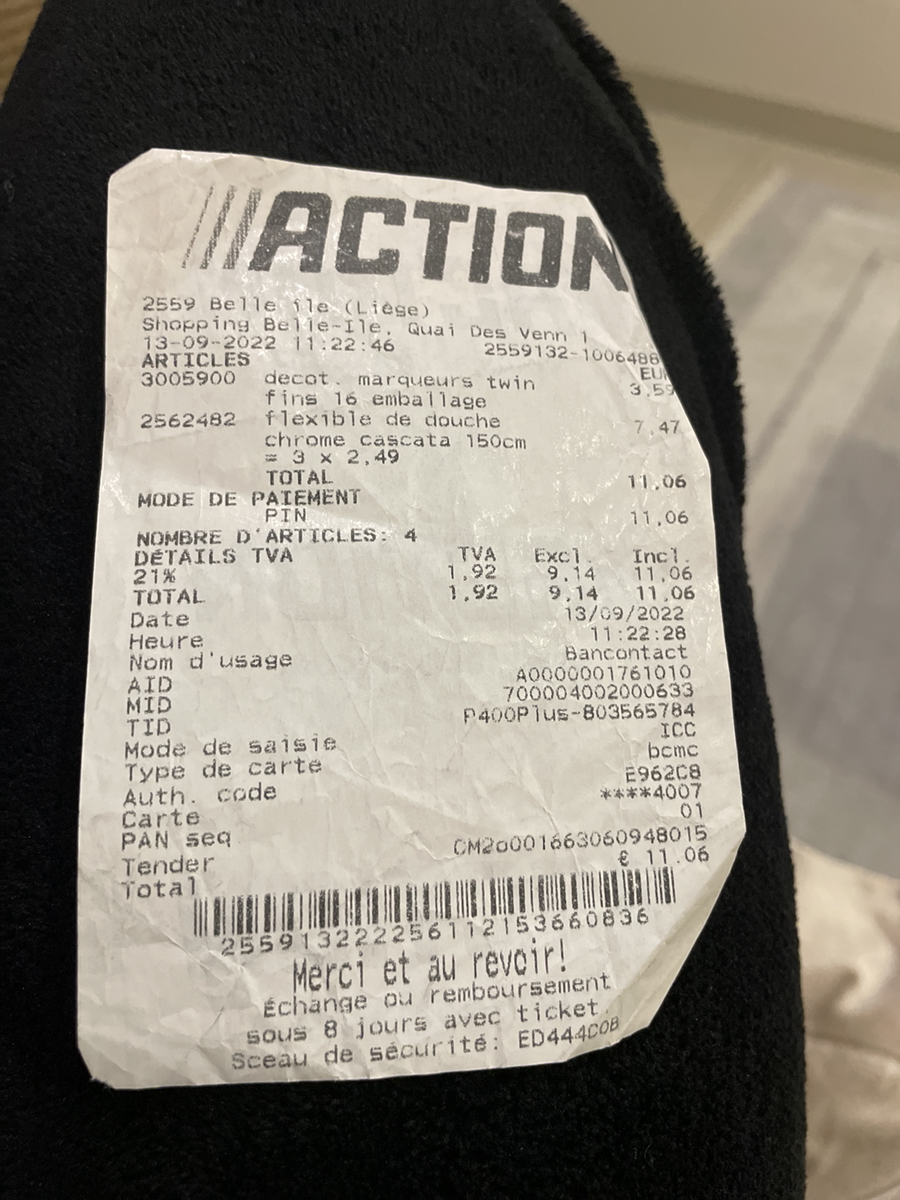 ACTION
2559 Belle île (Liège)
Shopping Belle-Ile, Quai Des Venn 1
13-09-2022 11:22:46 2559132-1006488
ARTICLES EU
3005900 decot. marqueurs twin 3,59
fins 16 emballage
2562482 flexible de douche 7,47
chrome cascata 150cm
= 3 x 2,49
TOTAL 11,06
MODE DE PAIEMENT
PIN 11,06
NOMBRE D'ARTICLES: 4
DÉTAILS TVA TVA Excl. Incl.
21% 1,92 9,14 11,06
TOTAL 1,92 9,14 11,06
Date 13/09/2022
Heure 11:22:28
Nom d'usage Bancontact
AID A0000001761010
MID 700004002000633
TID P400Plus-803565784
Mode de saisie ICC
Type de carte bcmc
Auth. code E962C8
Carte ****4007
PAN seq 01
Tender CM2o001663060948015
Total € 11.06
255913222256112153660836
Merci et au revoir!
Échange ou remboursement
sous 8 jours avec ticket.
Sceau de sécurité: ED444C0B